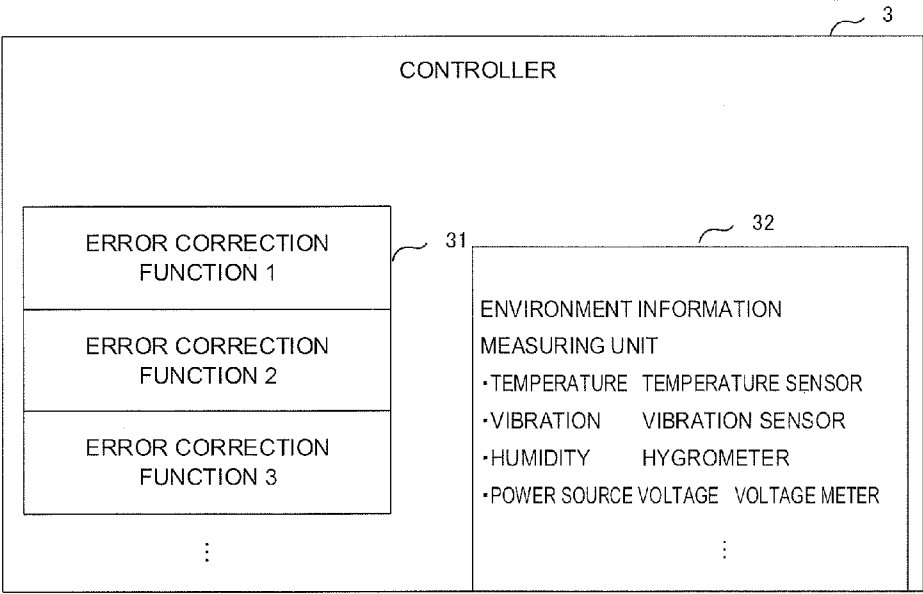 3
CONTROLLER
31
ERROR CORRECTION
FUNCTION 1
ERROR CORRECTION
FUNCTION 2
ERROR CORRECTION
FUNCTION 3
⋮
32
ENVIRONMENT INFORMATION
MEASURING UNIT
・TEMPERATURE TEMPERATURE SENSOR
・VIBRATION VIBRATION SENSOR
・HUMIDITY HYGROMETER
・POWER SOURCE VOLTAGE VOLTAGE METER
⋮